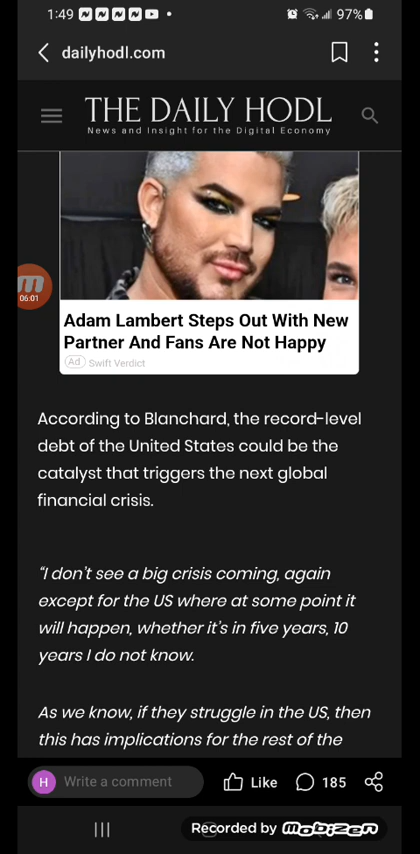 1:49 97%
dailyhodl.com
THE DAILY HODL
News and Insight for the Digital Economy
06:01
Adam Lambert Steps Out With New
Partner And Fans Are Not Happy
Ad Swift Verdict
According to Blanchard, the record-level
debt of the United States could be the
catalyst that triggers the next global
financial crisis.
“I don’t see a big crisis coming, again
except for the US where at some point it
will happen, whether it’s in five years, 10
years I do not know.
As we know, if they struggle in the US, then
this has implications for the rest of the
H Write a comment Like 185
Recorded by mobizen